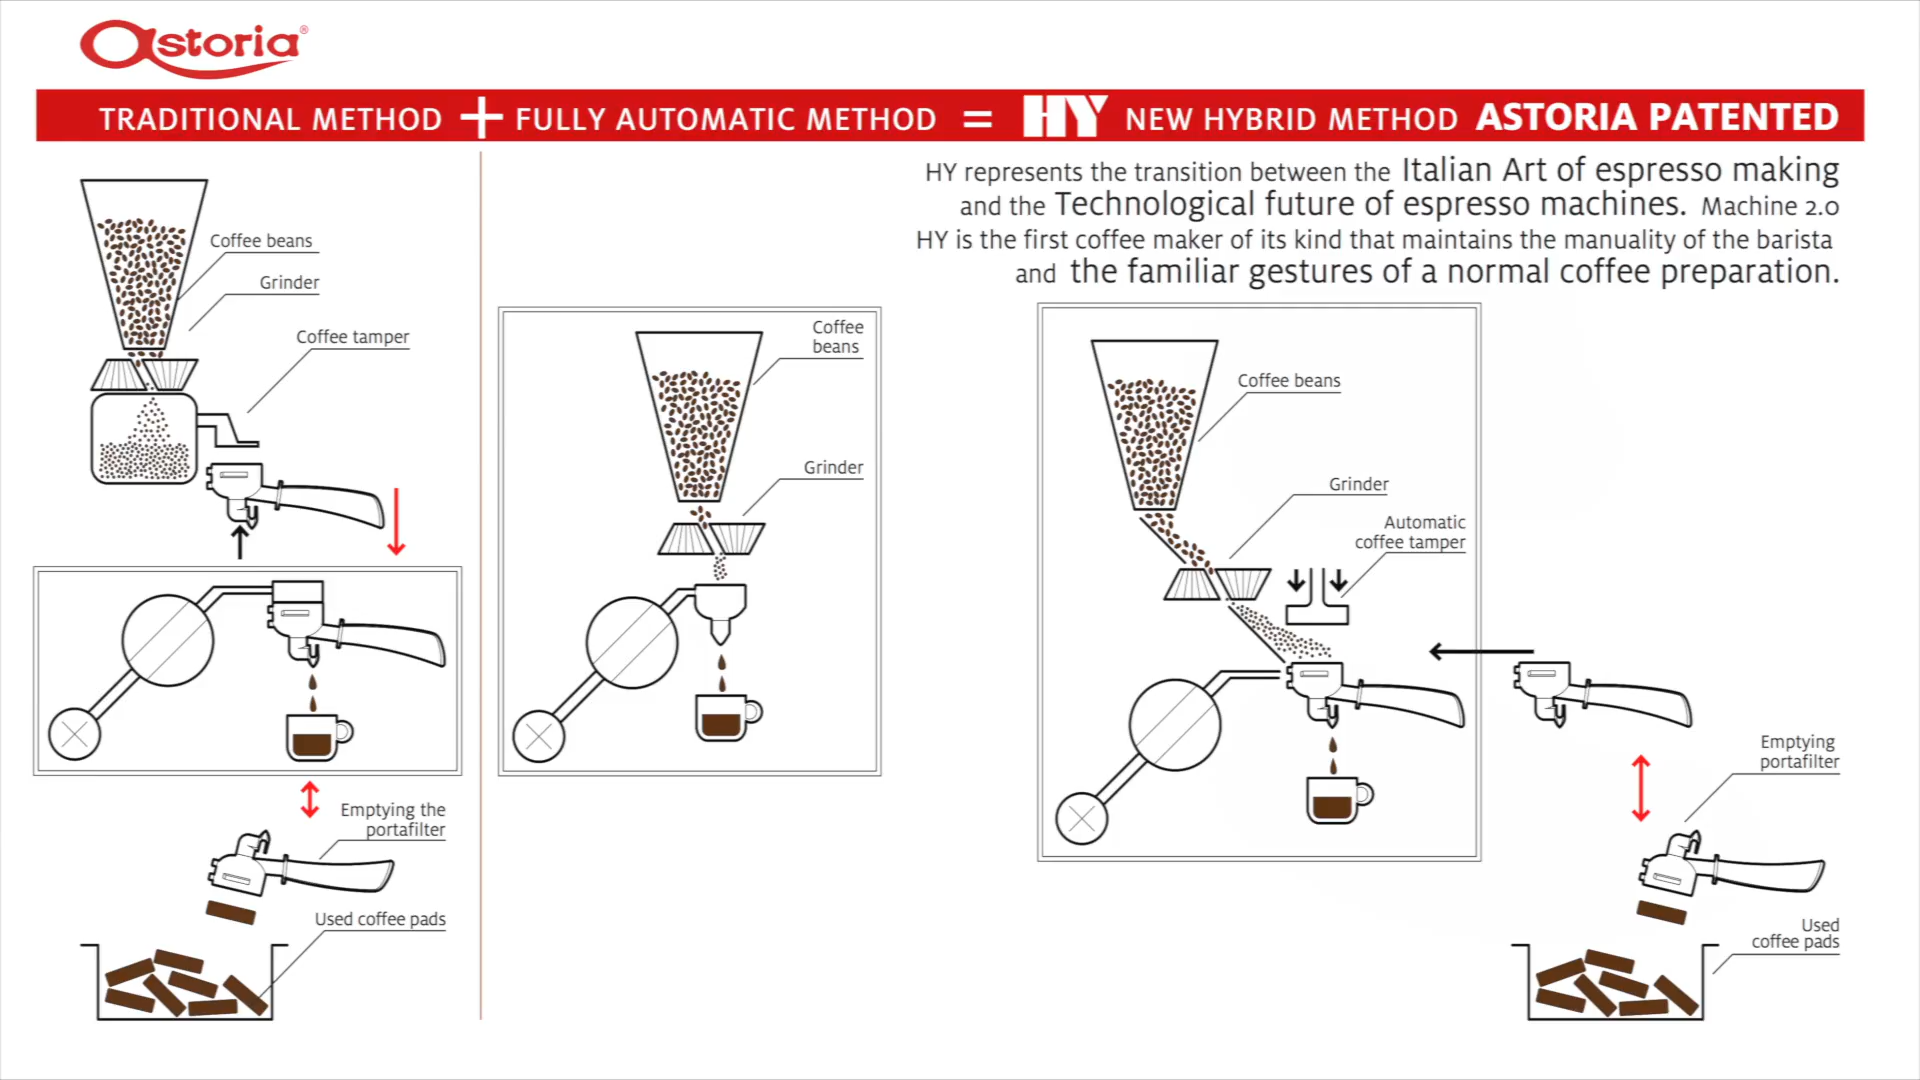 astoria®
TRADITIONAL METHOD + FULLY AUTOMATIC METHOD = HY NEW HYBRID METHOD ASTORIA PATENTED
HY represents the transition between the Italian Art of espresso making
and the Technological future of espresso machines. Machine 2.0
HY is the first coffee maker of its kind that maintains the manuality of the barista
and the familiar gestures of a normal coffee preparation.
Coffee beans
Grinder
Coffee tamper
Emptying the
portafilter
Used coffee pads
Coffee
beans
Grinder
Coffee beans
Grinder
Automatic
coffee tamper
Emptying
portafilter
Used
coffee pads